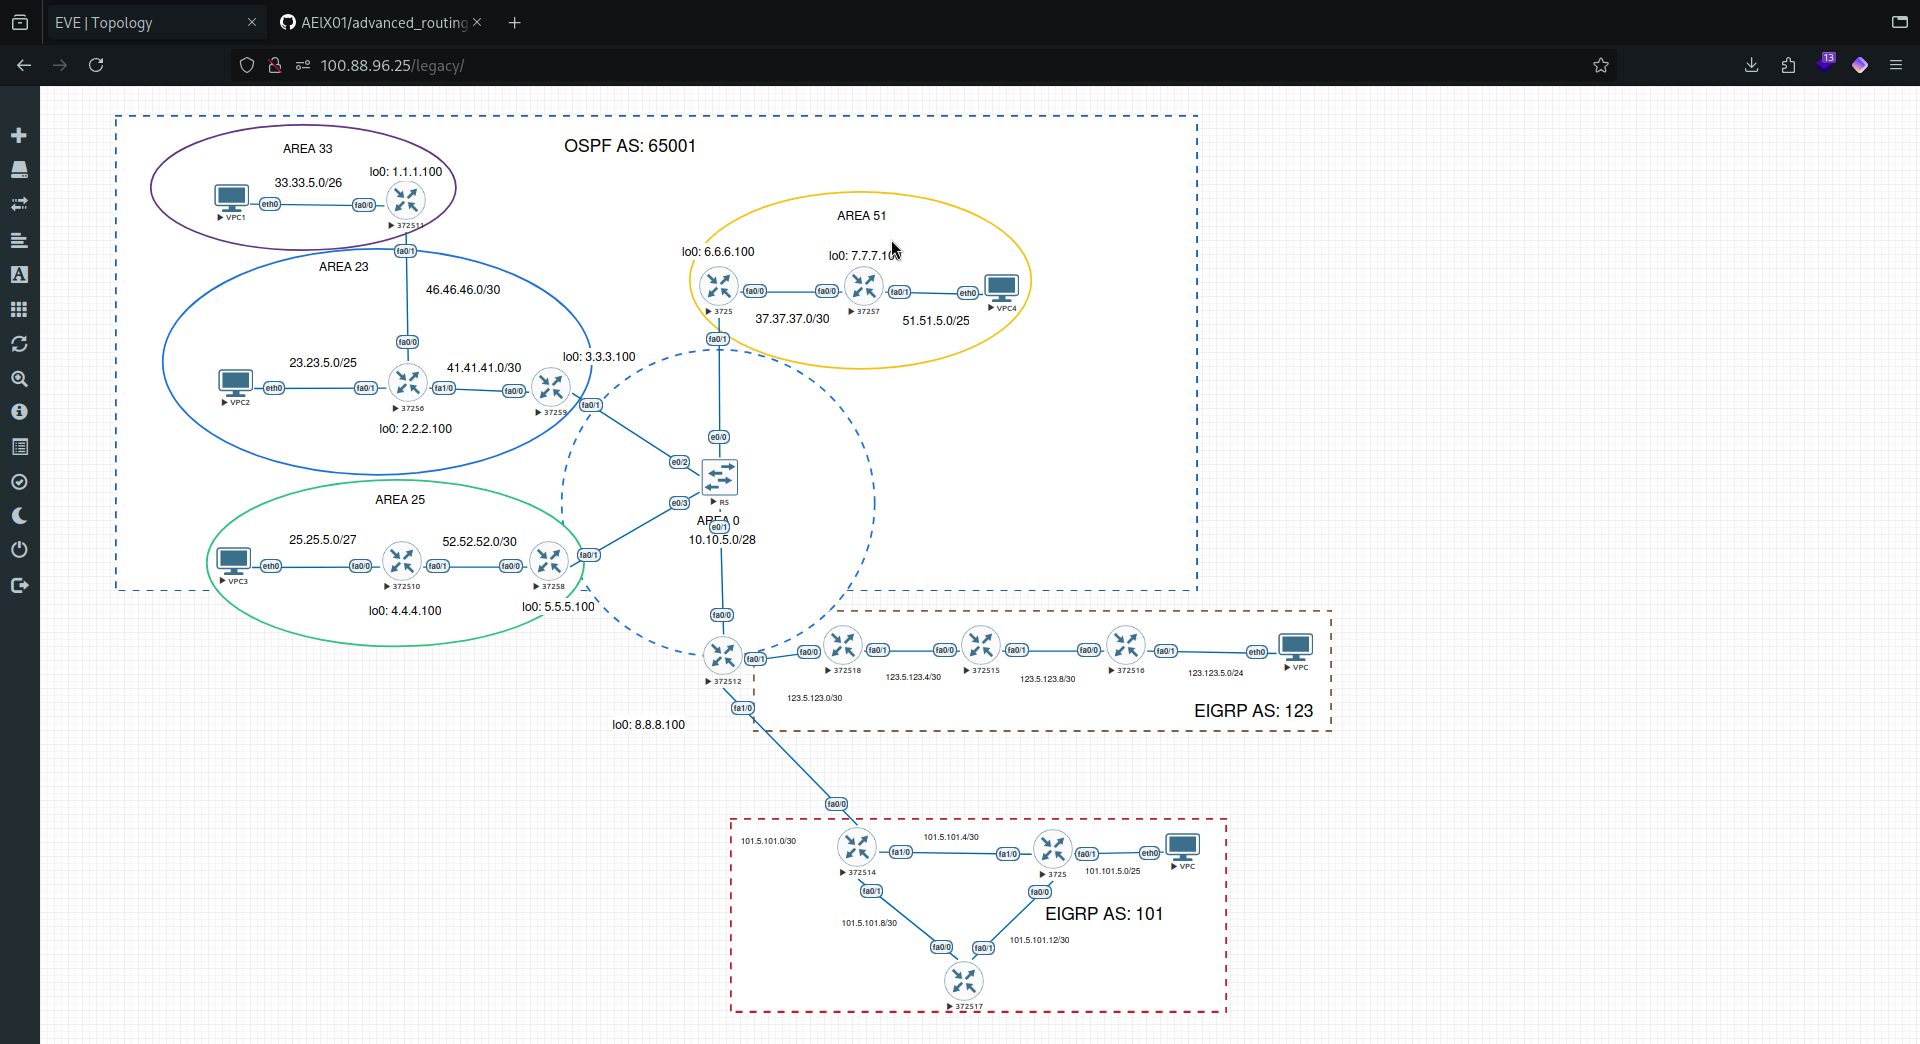 EVE | Topology
AEIX01/advanced_routing
100.88.96.25/legacy/
13
OSPF AS: 65001
AREA 33
lo0: 1.1.1.100
33.33.5.0/26
eth0
fa0/0
VPC1
372511
fa0/1
AREA 23
46.46.46.0/30
fa0/0
23.23.5.0/25
41.41.41.0/30
lo0: 3.3.3.100
eth0
fa0/1
fa1/0
fa0/0
VPC2
37256
37259
fa0/1
lo0: 2.2.2.100
AREA 51
lo0: 6.6.6.100
lo0: 7.7.7.100
fa0/0
fa0/0
fa0/1
eth0
3725
37257
VPC4
37.37.37.0/30
51.51.5.0/25
fa0/1
e0/0
e0/2
e0/3
R5
AREA 0
e0/1
10.10.5.0/28
AREA 25
25.25.5.0/27
52.52.52.0/30
eth0
fa0/0
fa0/1
fa0/0
fa0/1
VPC3
372510
37258
lo0: 4.4.4.100
lo0: 5.5.5.100
fa0/0
372512
fa0/1
fa0/0
fa0/1
fa0/0
fa0/1
fa0/0
fa0/1
eth0
372518
372515
372516
VPC
123.5.123.0/30
123.5.123.4/30
123.5.123.8/30
123.123.5.0/24
EIGRP AS: 123
fa1/0
lo0: 8.8.8.100
fa0/0
101.5.101.0/30
101.5.101.4/30
fa1/0
fa1/0
fa0/1
eth0
372514
3725
VPC
101.101.5.0/25
fa0/1
fa0/0
EIGRP AS: 101
101.5.101.8/30
101.5.101.12/30
fa0/0
fa0/1
372517